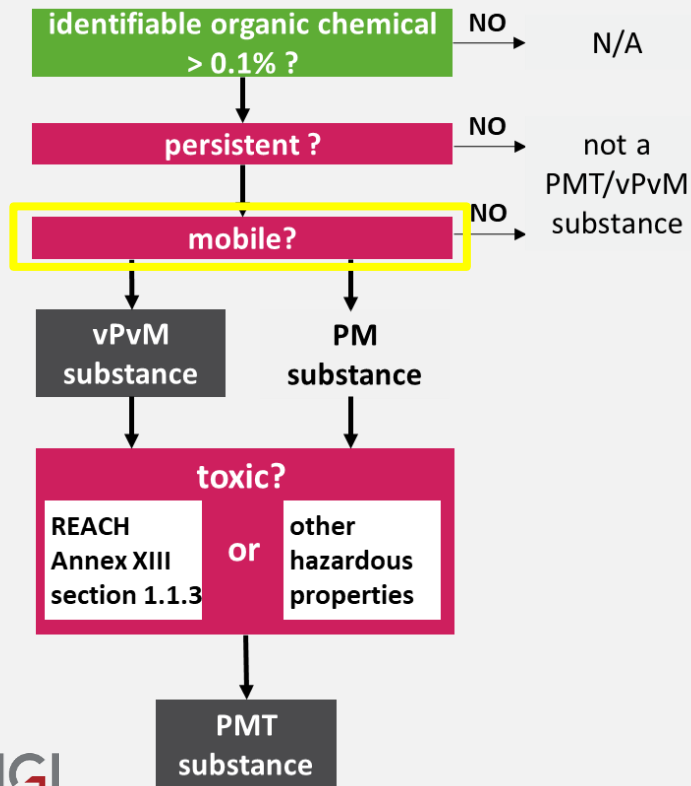 identifiable organic chemical
> 0.1% ?
NO
N/A
persistent ?
NO
not a
PMT/vPvM
substance
mobile?
NO
vPvM
substance
PM
substance
toxic?
REACH
Annex XIII
section 1.1.3
or
other
hazardous
properties
PMT
substance